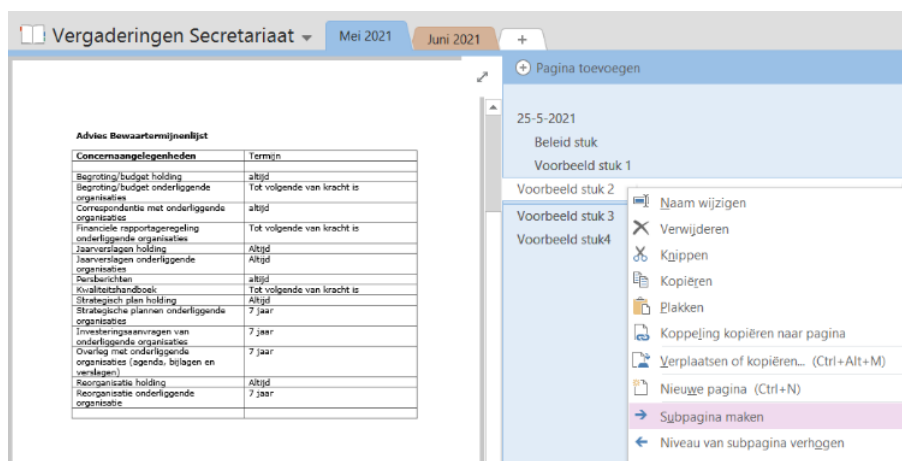 Vergaderingen Secretariaat
Mei 2021
Juni 2021
+
Pagina toevoegen
Advies Bewaartermijnenlijst
Concernaangelegenheden Termijn
Begroting/budget holding altijd
Begroting/budget onderliggende Tot volgende van kracht is
organisaties
Correspondentie met onderliggende altijd
organisaties
Financiele rapportageregeling Tot volgende van kracht is
onderliggende organisaties
Jaarverslagen holding Altijd
Jaarverslagen onderliggende Altijd
organisaties
Persberichten altijd
Kwaliteitshandboek Tot volgende van kracht is
Strategisch plan holding Altijd
Strategische plannen onderliggende 7 jaar
organisaties
Investeringsaanvragen van 7 jaar
onderliggende organisaties
Overleg met onderliggende 7 jaar
organisaties (agenda, bijlagen en
verslagen)
Reorganisatie holding Altijd
Reorganisatie onderliggende 7 jaar
organisatie
25-5-2021
Beleid stuk
Voorbeeld stuk 1
Voorbeeld stuk 2
Voorbeeld stuk 3
Voorbeeld stuk4
Naam wijzigen
Verwijderen
Knippen
Kopiëren
Plakken
Koppeling kopiëren naar pagina
Verplaatsen of kopiëren... (Ctrl+Alt+M)
Nieuwe pagina (Ctrl+N)
Subpagina maken
Niveau van subpagina verhogen